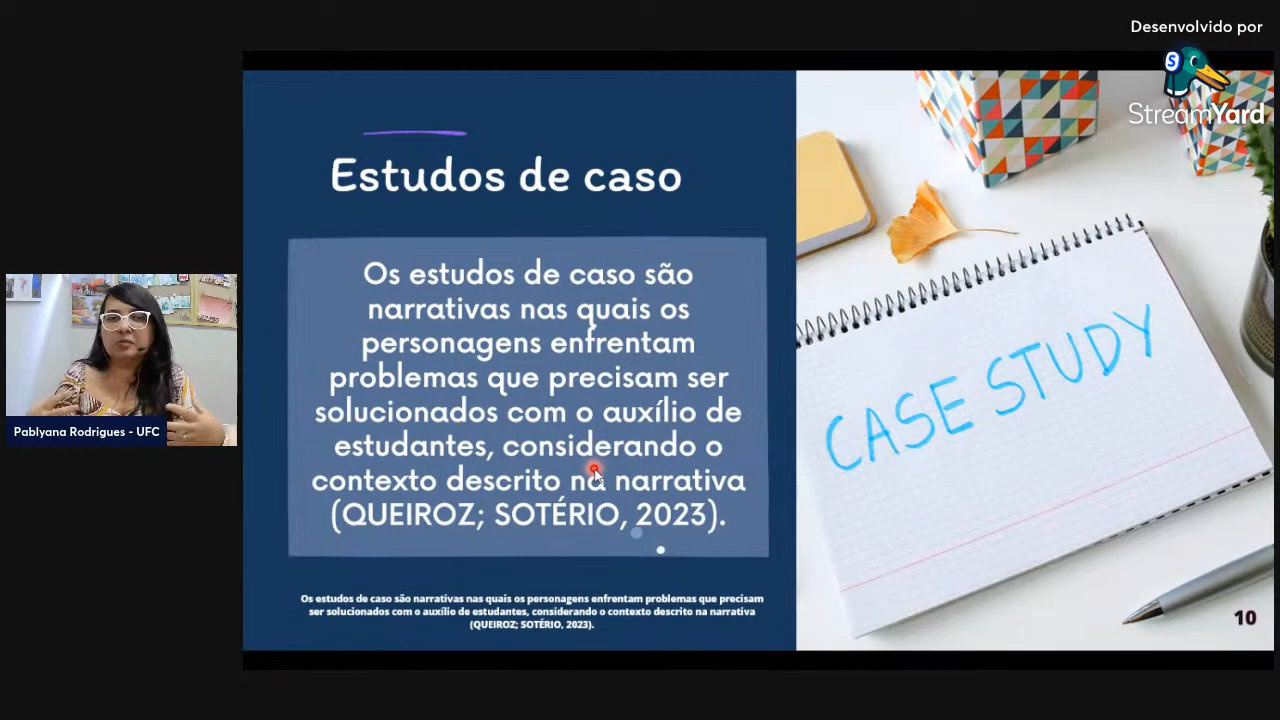 Desenvolvido por
StreamYard
Estudos de caso
Os estudos de caso são
narrativas nas quais os
personagens enfrentam
problemas que precisam ser
solucionados com o auxílio de
estudantes, considerando o
contexto descrito na narrativa
(QUEIROZ; SOTÉRIO, 2023).
Os estudos de caso são narrativas nas quais os personagens enfrentam problemas que precisam
ser solucionados com o auxílio de estudantes, considerando o contexto descrito na narrativa
(QUEIROZ; SOTÉRIO, 2023).
CASE STUDY
10
Pablyana Rodrigues - UFC